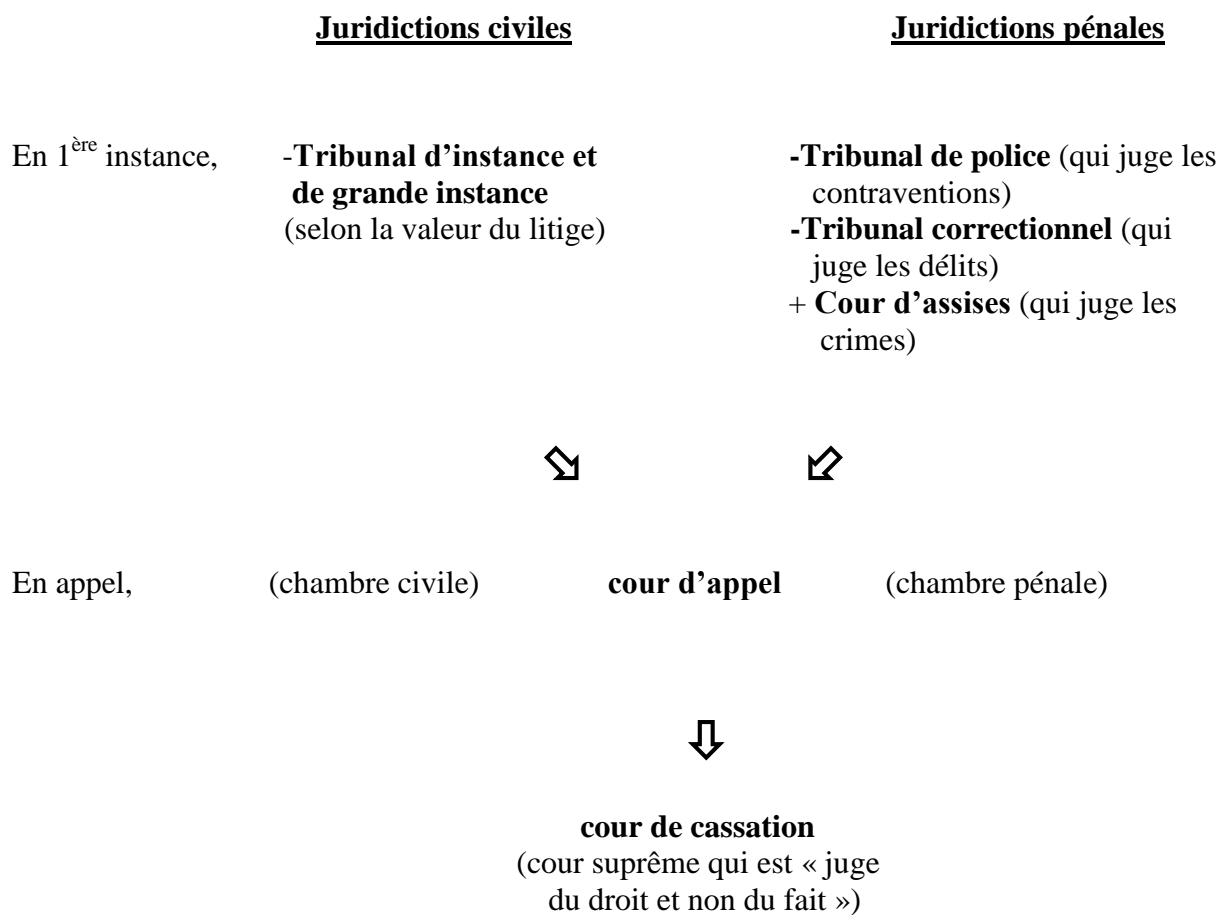 Juridictions civiles Juridictions pénales
En 1ère instance, -Tribunal d'instance et -Tribunal de police (qui juge les
de grande instance contraventions)
(selon la valeur du litige) -Tribunal correctionnel (qui
juge les délits)
+ Cour d'assises (qui juge les
crimes)
En appel, (chambre civile) cour d'appel (chambre pénale)
cour de cassation
(cour suprême qui est « juge
du droit et non du fait »)